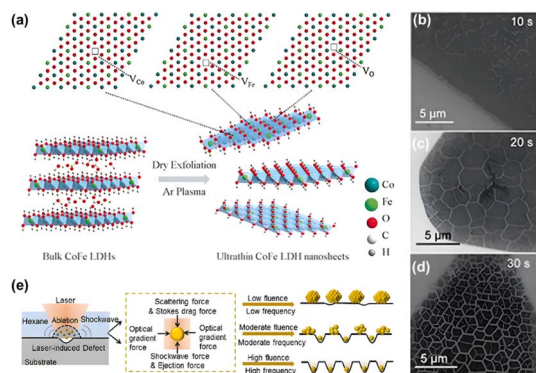 (a)
V_Co
V_Fe
V_O
Dry Exfoliation
Ar Plasma
Bulk CoFe LDHs
Ultrathin CoFe LDH nanosheets
Co
Fe
O
C
H
(b)
10 s
5 µm
(c)
20 s
5 µm
(d)
30 s
5 µm
(e)
Laser
Hexane
Ablation
Shockwave
Laser-induced Defect
Substrate
Scattering force
& Stokes drag force
Optical
gradient
force
Optical
gradient
force
Shockwave force
& Ejection force
Low fluence
Low frequency
Moderate fluence
Moderate frequency
High fluence
High frequency